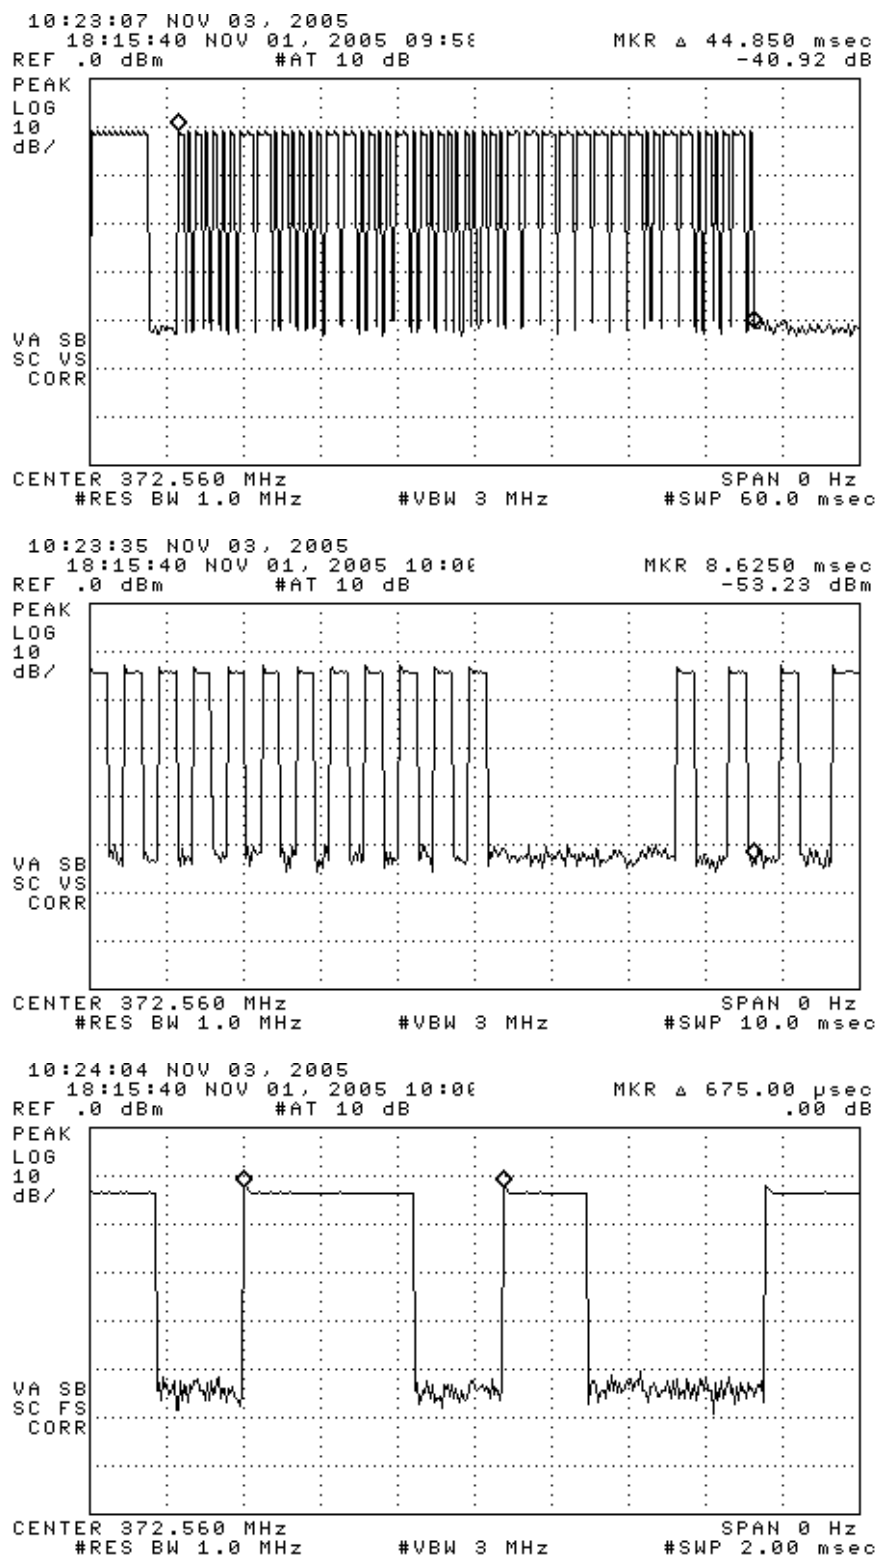 10:23:07 NOV 03, 2005
18:15:40 NOV 01, 2005 09:58
MKR Δ 44.850 msec
REF .0 dBm #AT 10 dB -40.92 dB
PEAK
LOG
10
dB/
VA SB
SC VS
CORR
CENTER 372.560 MHz SPAN 0 Hz
#RES BW 1.0 MHz #VBW 3 MHz #SWP 60.0 msec
10:23:35 NOV 03, 2005
18:15:40 NOV 01, 2005 10:00
MKR 8.6250 msec
REF .0 dBm #AT 10 dB -53.23 dBm
PEAK
LOG
10
dB/
VA SB
SC VS
CORR
CENTER 372.560 MHz SPAN 0 Hz
#RES BW 1.0 MHz #VBW 3 MHz #SWP 10.0 msec
10:24:04 NOV 03, 2005
18:15:40 NOV 01, 2005 10:00
MKR Δ 675.00 μsec
REF .0 dBm #AT 10 dB .00 dB
PEAK
LOG
10
dB/
VA SB
SC FS
CORR
CENTER 372.560 MHz SPAN 0 Hz
#RES BW 1.0 MHz #VBW 3 MHz #SWP 2.00 msec